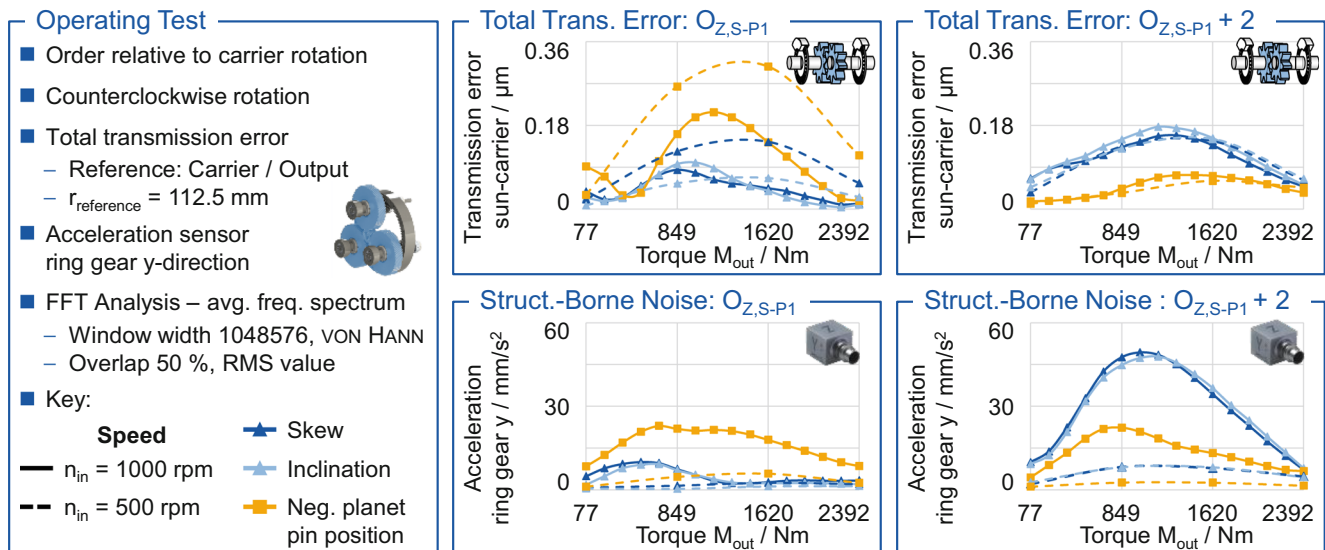 Operating Test
■ Order relative to carrier rotation
■ Counterclockwise rotation
■ Total transmission error
– Reference: Carrier / Output
– r_reference = 112.5 mm
■ Acceleration sensor
ring gear y-direction
■ FFT Analysis – avg. freq. spectrum
– Window width 1048576, VON HANN
– Overlap 50 %, RMS value
■ Key:
Speed
n_in = 1000 rpm
n_in = 500 rpm
Skew
Inclination
Neg. planet
pin position
Total Trans. Error: O_Z,S-P1
Transmission error
sun-carrier / µm
0.36
0.18
0
77 849 1620 2392
Torque M_out / Nm
Total Trans. Error: O_Z,S-P1 + 2
Transmission error
sun-carrier / µm
0.36
0.18
0
77 849 1620 2392
Torque M_out / Nm
Struct.-Borne Noise: O_Z,S-P1
Acceleration
ring gear y / mm/s²
60
30
0
77 849 1620 2392
Torque M_out / Nm
Y Z
Struct.-Borne Noise : O_Z,S-P1 + 2
Acceleration
ring gear y / mm/s²
60
30
0
77 849 1620 2392
Torque M_out / Nm
Y Z